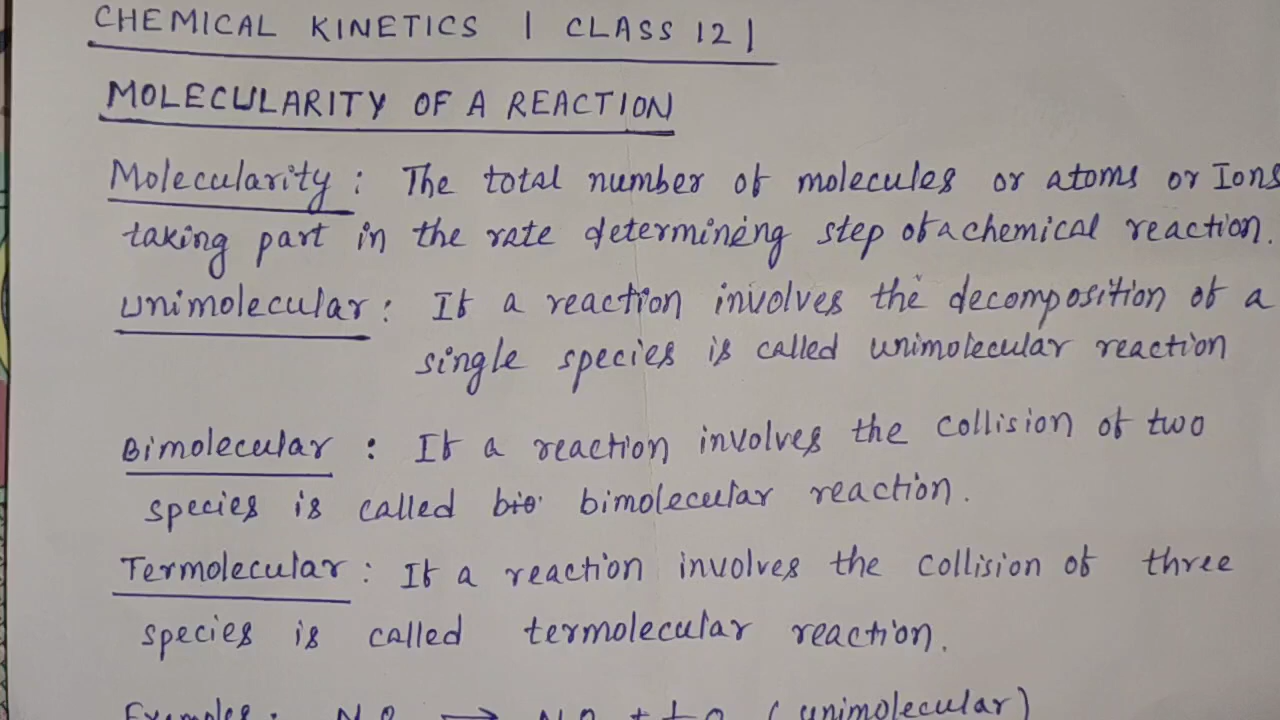 CHEMICAL KINETICS | CLASS 12 |
MOLECULARITY OF A REACTION
Molecularity : The total number of molecules or atoms or Ions
taking part in the rate determining step of a chemical reaction.
Unimolecular : If a reaction involves the decomposition of a
single species is called unimolecular reaction
Bimolecular : If a reaction involves the collision of two
species is called bio bimolecular reaction.
Termolecular : If a reaction involves the collision of three
species is called termolecular reaction.
Examples : → + (unimolecular)